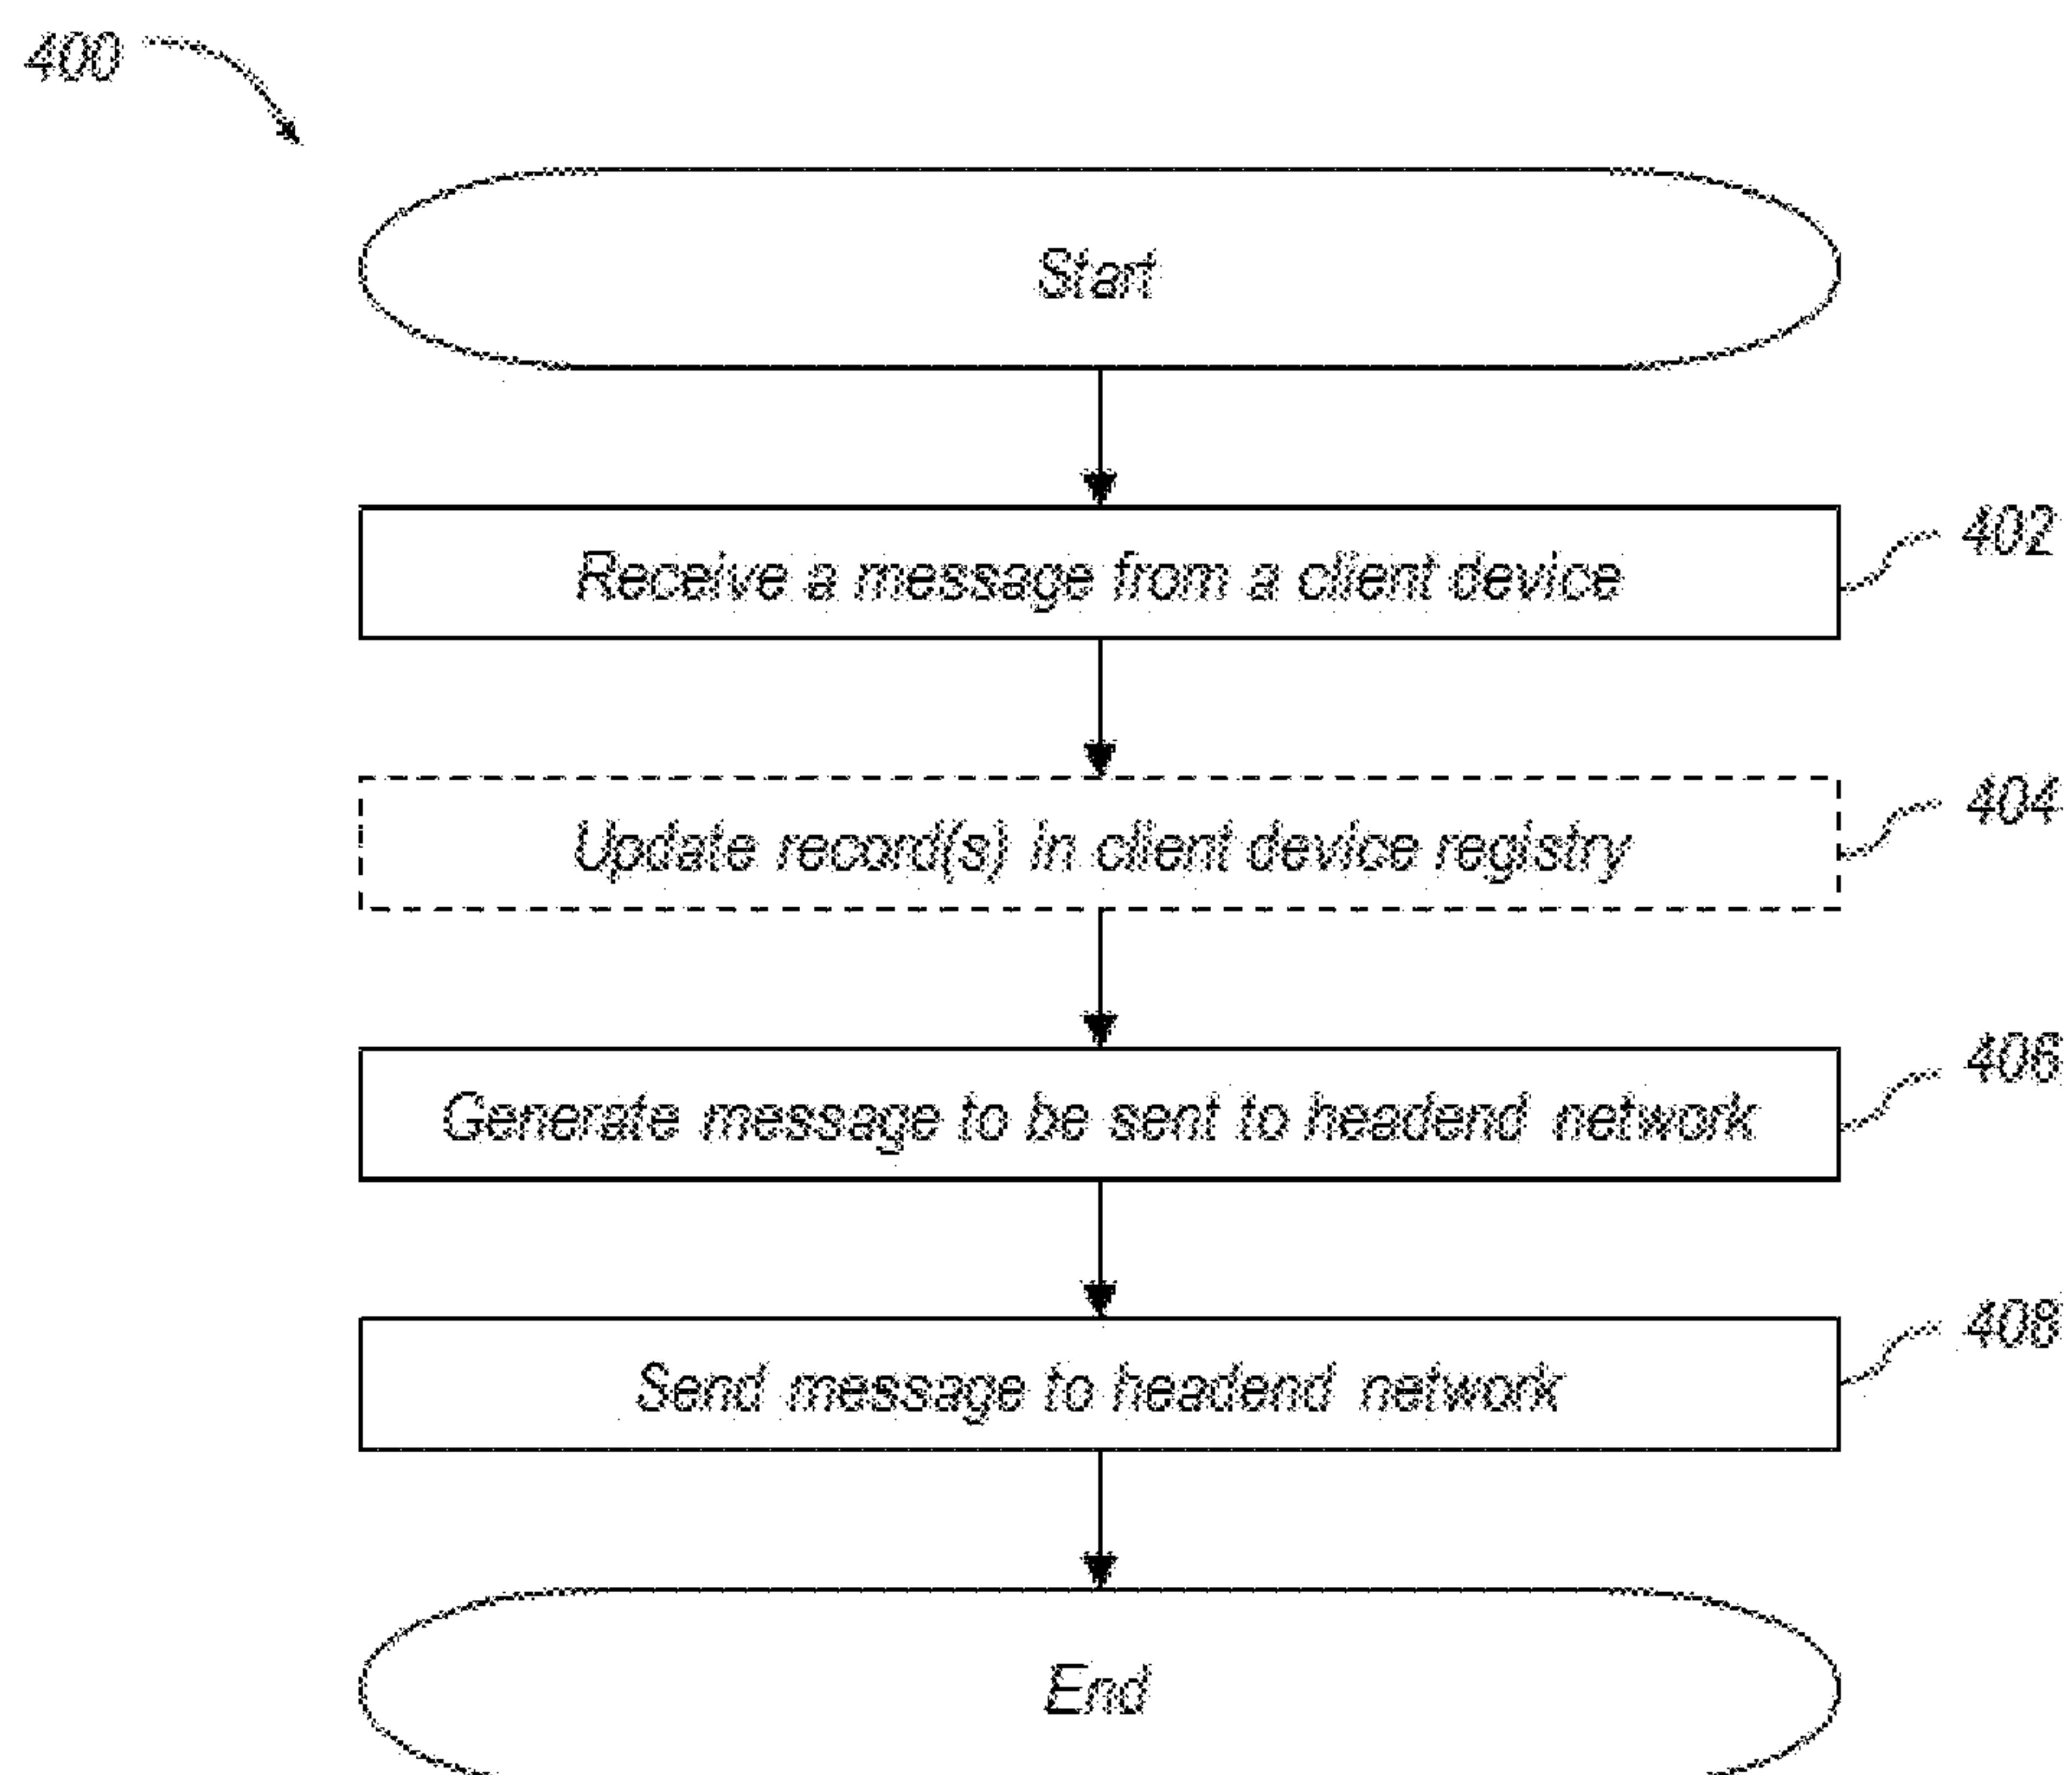 400
Start
Receive a message from a client device
402
Update record(s) in client device registry
404
Generate message to be sent to headend network
406
Send message to headend network
408
End